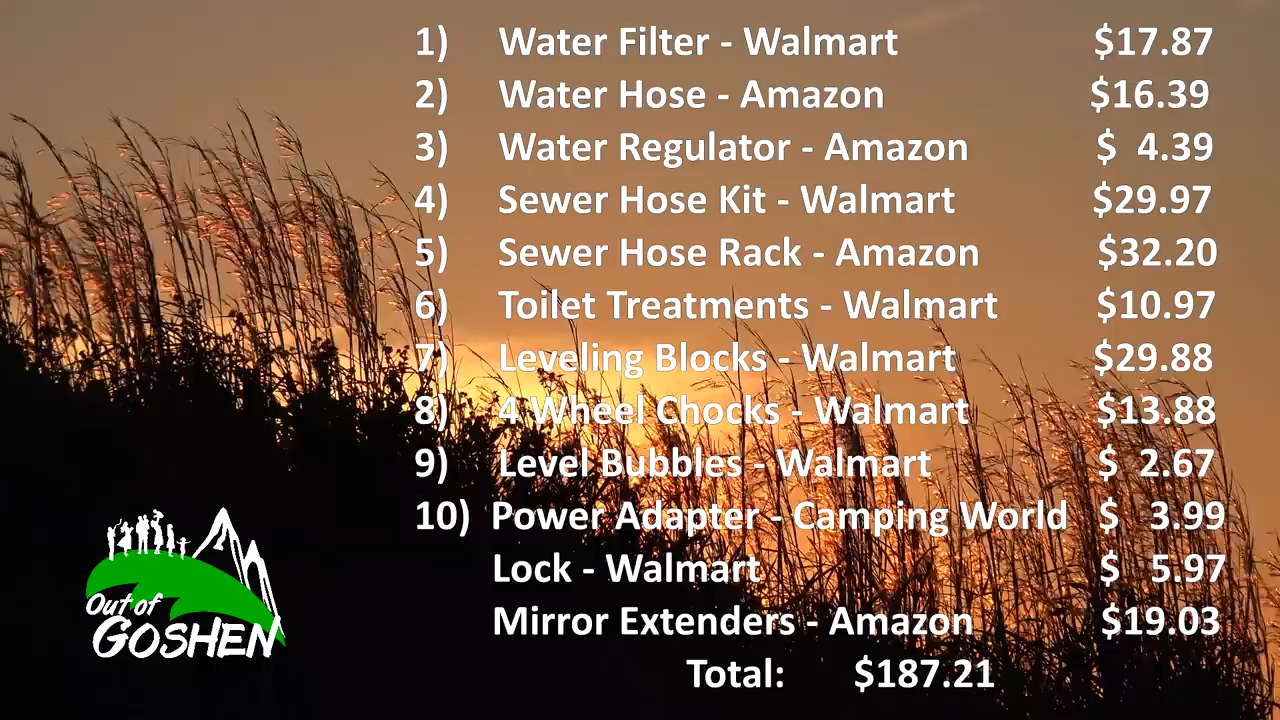 1) Water Filter - Walmart $17.87
2) Water Hose - Amazon $16.39
3) Water Regulator - Amazon $ 4.39
4) Sewer Hose Kit - Walmart $29.97
5) Sewer Hose Rack - Amazon $32.20
6) Toilet Treatments - Walmart $10.97
7) Leveling Blocks - Walmart $29.88
8) 4 Wheel Chocks - Walmart $13.88
9) Level Bubbles - Walmart $ 2.67
10) Power Adapter - Camping World $ 3.99
Lock - Walmart $ 5.97
Mirror Extenders - Amazon $19.03
Total: $187.21
Out of
GOSHEN